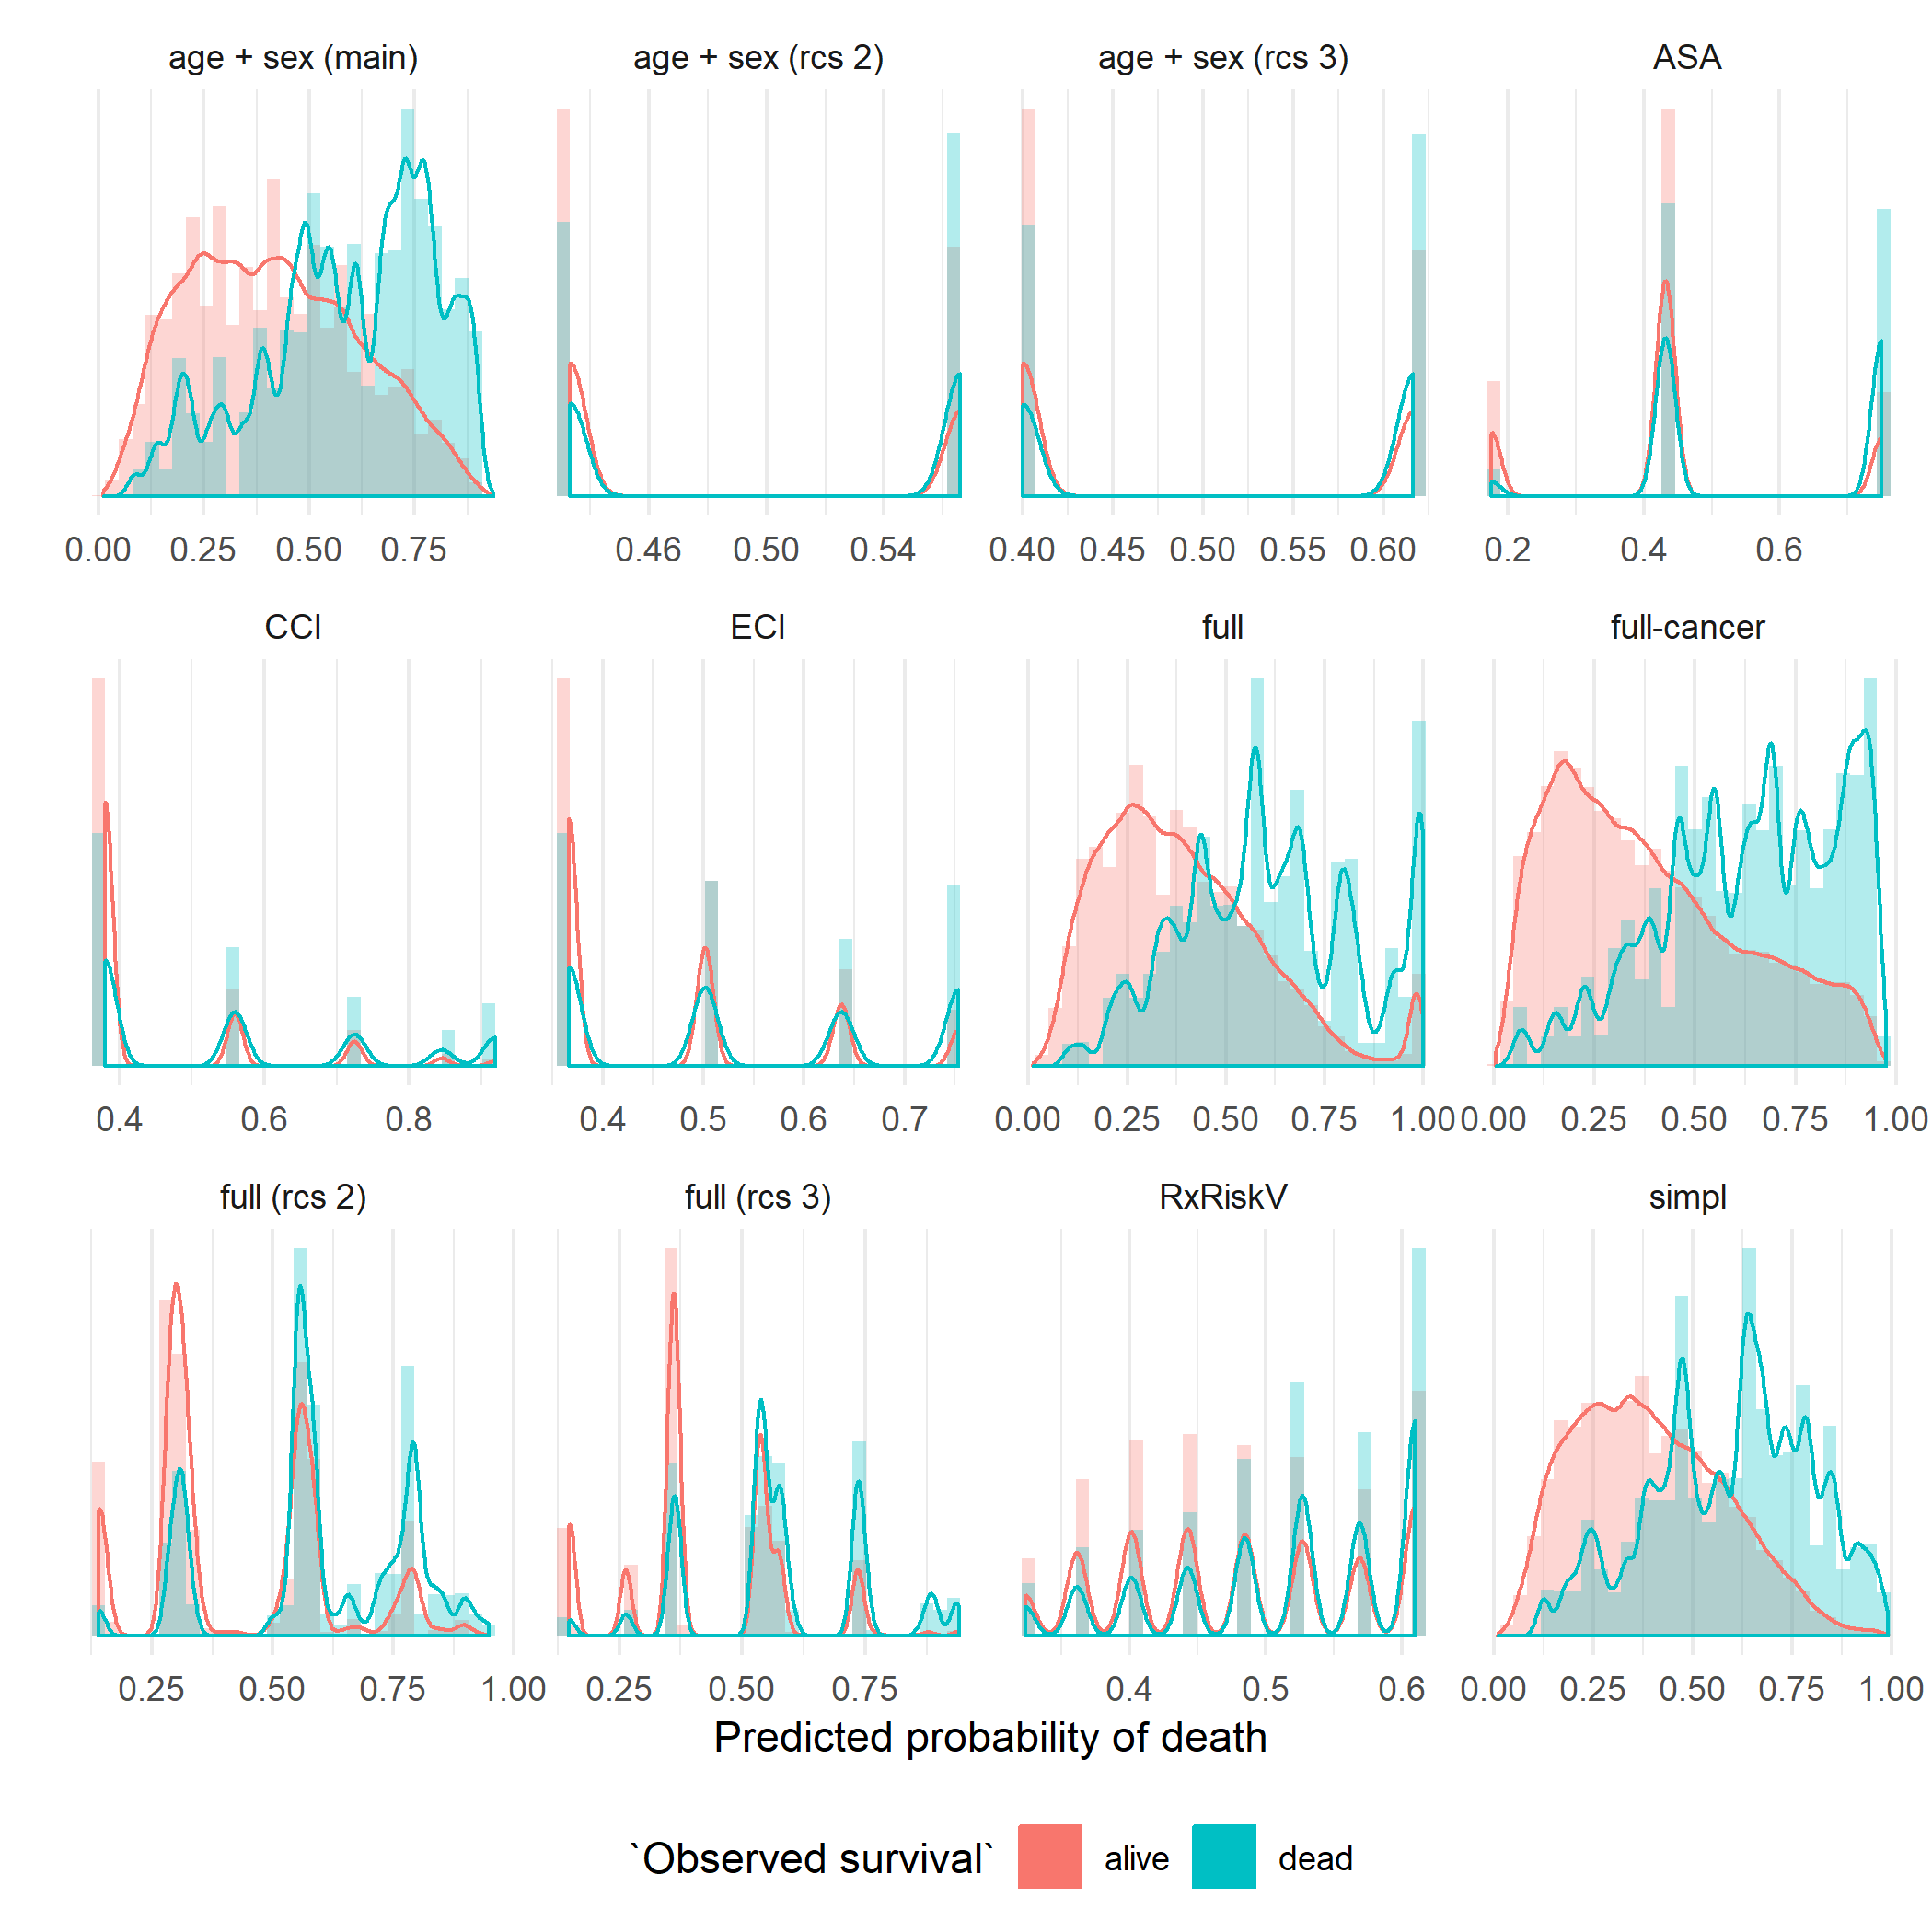 age + sex (main) age + sex (rcs 2) age + sex (rcs 3) ASA
0.00 0.25 0.50 0.75 0.46 0.50 0.54 0.40 0.45 0.50 0.55 0.60 0.2 0.4 0.6
CCI ECI full full-cancer
0.4 0.6 0.8 0.4 0.5 0.6 0.7 0.00 0.25 0.50 0.75 1.00 0.00 0.25 0.50 0.75 1.00
full (rcs 2) full (rcs 3) RxRiskV simpl
0.25 0.50 0.75 1.00 0.25 0.50 0.75 0.4 0.5 0.6 0.00 0.25 0.50 0.75 1.00
Predicted probability of death
`Observed survival` alive dead